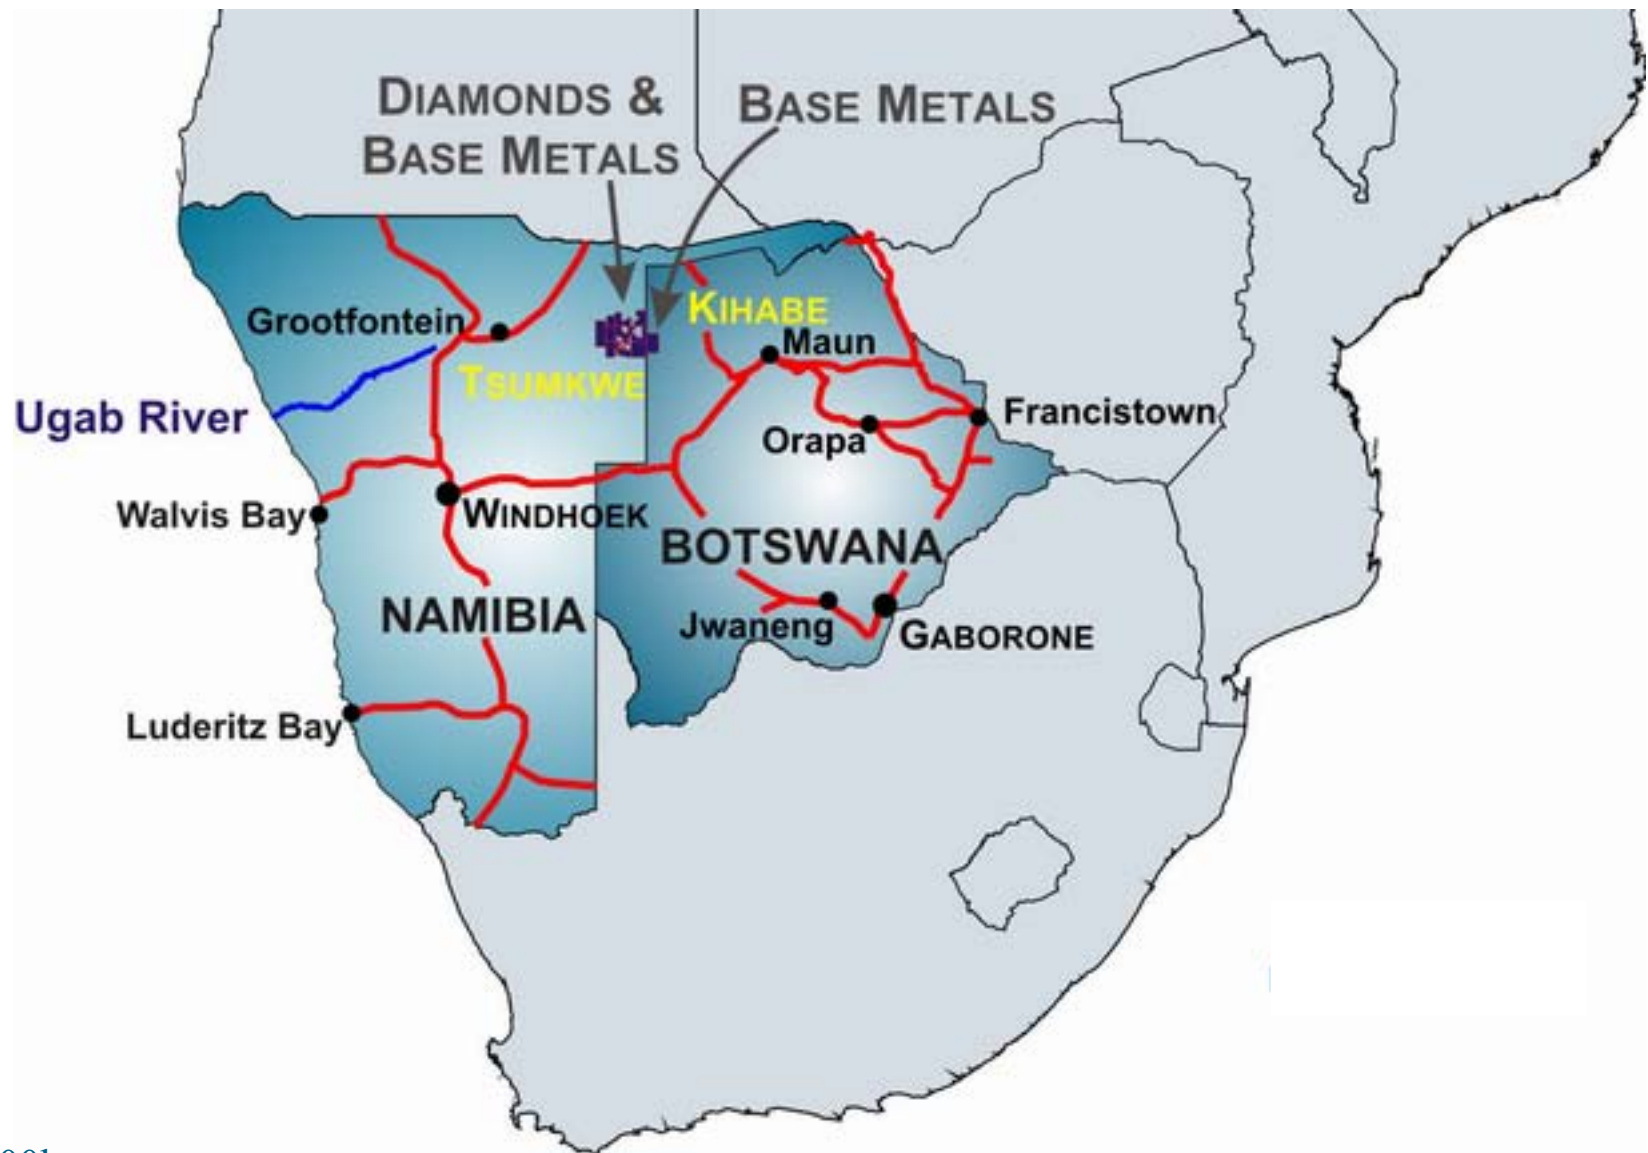 DIAMONDS &
BASE METALS
BASE METALS
KIHABE
Grootfontein
Maun
TSUMKWE
Ugab River
Francistown
Orapa
Walvis Bay
WINDHOEK
BOTSWANA
NAMIBIA
Jwaneng
GABORONE
Luderitz Bay